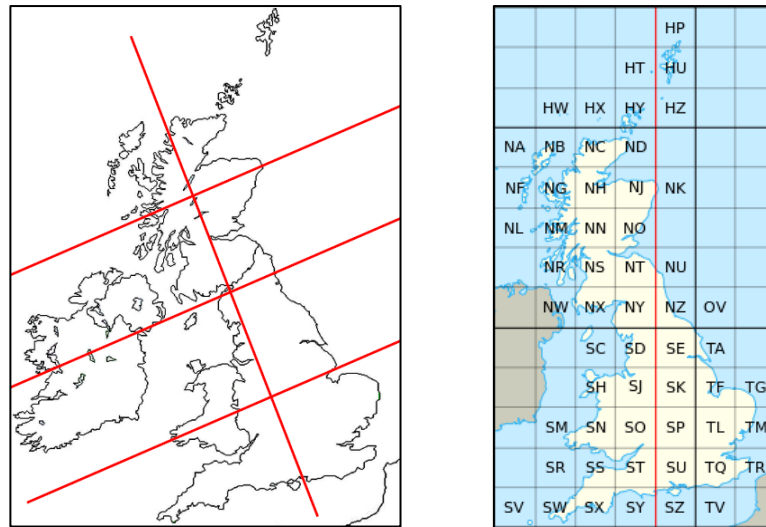 HP
HT HU
HW HX HY HZ
NA NB NC ND
NF NG NH NJ NK
NL NM NN NO
NR NS NT NU
NW NX NY NZ OV
SC SD SE TA
SH SJ SK TF TG
SM SN SO SP TL TM
SR SS ST SU TQ TR
SV SW SX SY SZ TV